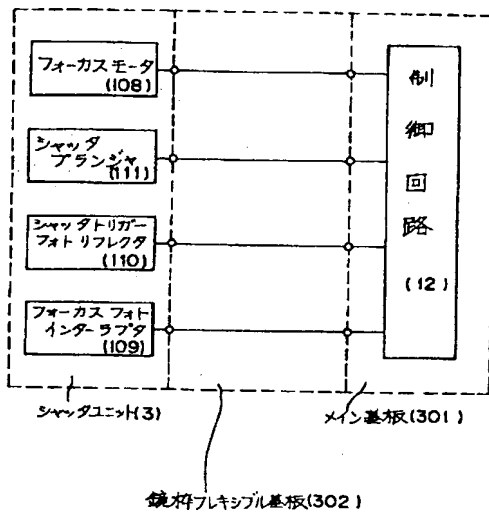 フォーカスモータ
(108)
シャッタ
プランジャ
(111)
シャッタトリガー
フォトリフレクタ
(110)
フォーカスフォト
インターラプタ
(109)
制
御
回
路
(12)
シャッタユニット(3)
メイン基板(301)
鏡枠フレキシブル基板(302)